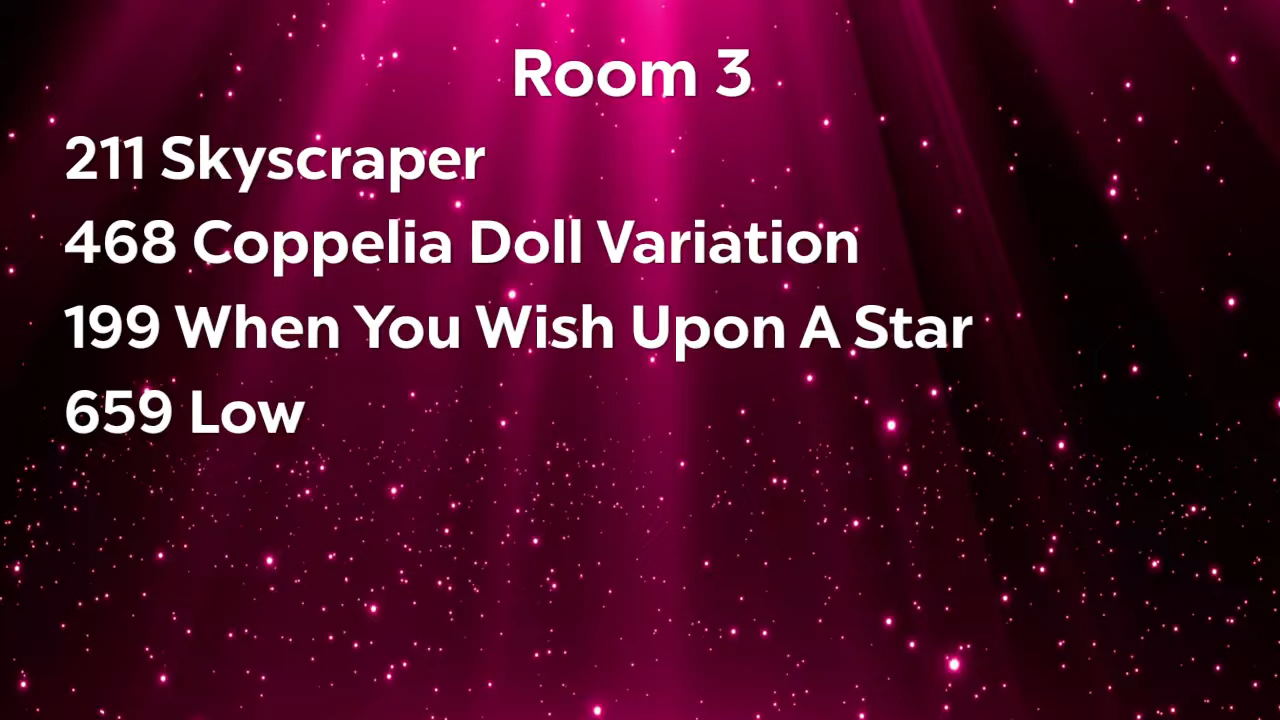 Room 3
211 Skyscraper
468 Coppelia Doll Variation
199 When You Wish Upon A Star
659 Low